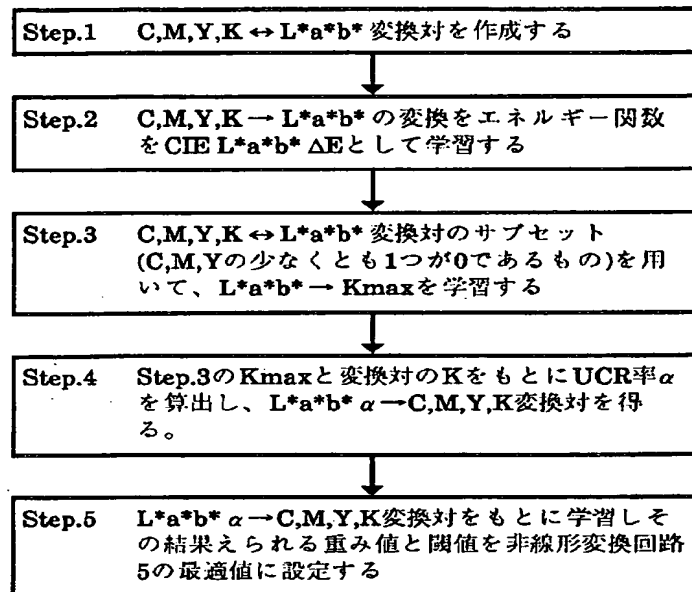 Step.1 C,M,Y,K ↔ L*a*b* 変換対を作成する
Step.2 C,M,Y,K → L*a*b* の変換をエネルギー関数
をCIE L*a*b* ΔEとして学習する
Step.3 C,M,Y,K ↔ L*a*b* 変換対のサブセット
(C,M,Yの少なくとも1つが0であるもの)を用
いて、L*a*b* → Kmaxを学習する
Step.4 Step.3のKmaxと変換対のKをもとにUCR率α
を算出し、L*a*b* α→C,M,Y,K変換対を得
る。
Step.5 L*a*b* α→C,M,Y,K変換対をもとに学習しそ
の結果えられる重み値と閾値を非線形変換回路
5の最適値に設定する